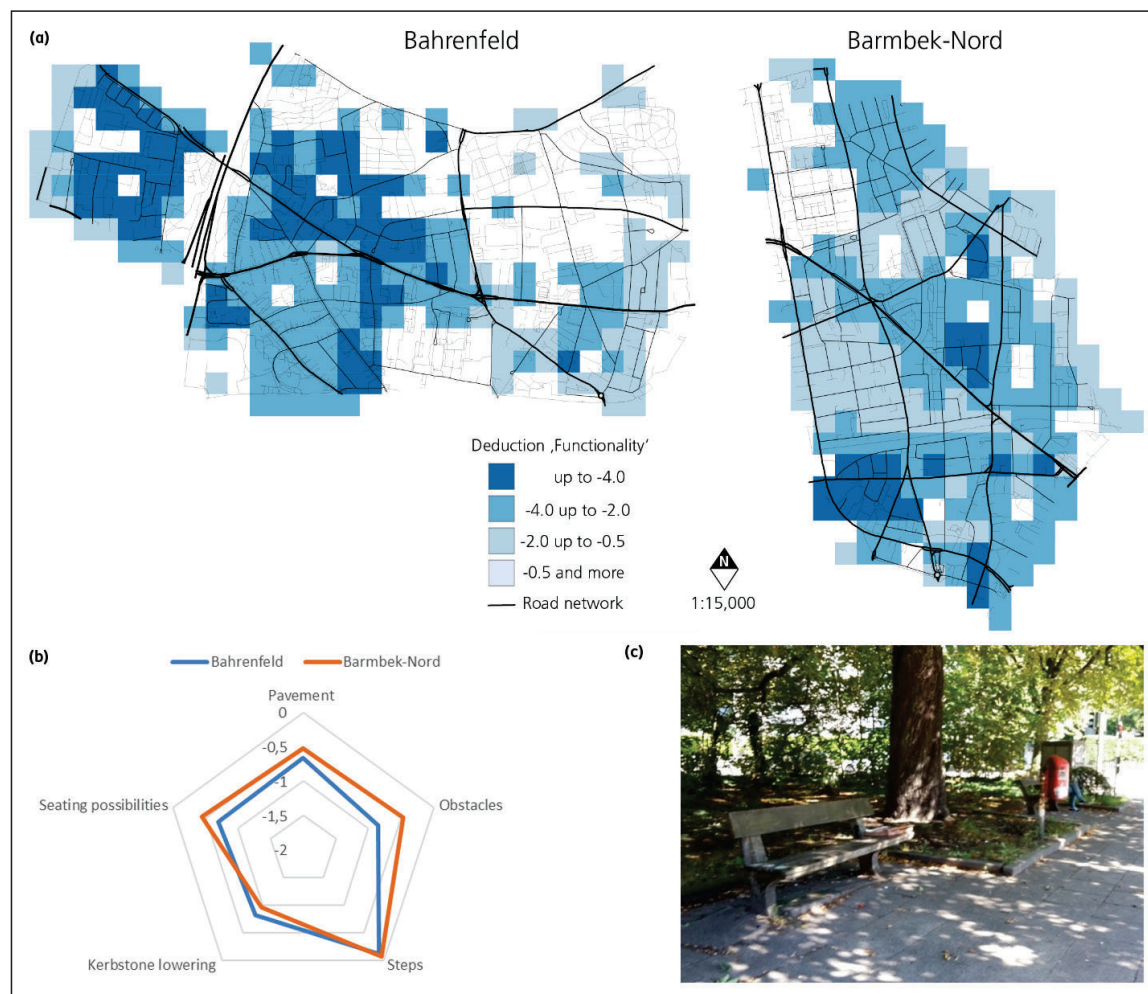 (a)
Bahrenfeld
Barmbek-Nord
Deduction ‚Functionality‘
up to -4.0
-4.0 up to -2.0
-2.0 up to -0.5
-0.5 and more
Road network
N
1:15,000
(b)
Bahrenfeld
Barmbek-Nord
Pavement
0
-0,5
-1
-1,5
-2
Seating possibilities
Obstacles
Kerbstone lowering
Steps
(c)